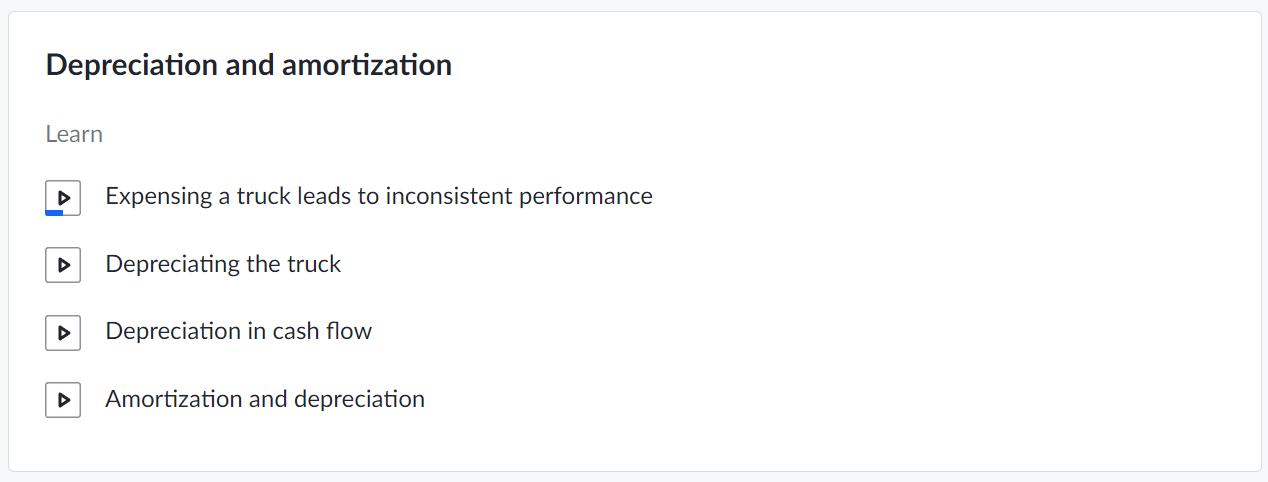 Depreciation and amortization
Learn
Expensing a truck leads to inconsistent performance
Depreciating the truck
Depreciation in cash flow
Amortization and depreciation